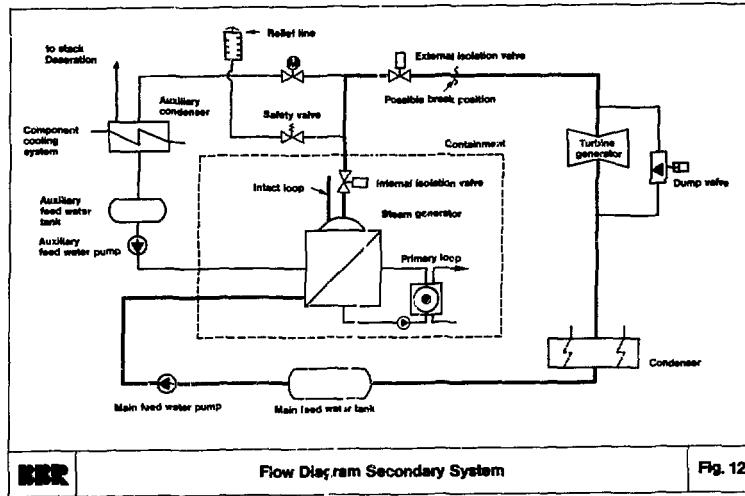 to stack
Deaeration
Relief line
External isolation valve
Possible break position
Auxiliary
condenser
Safety valve
Component
cooling
system
Containment
Turbine
generator
Intact loop
Internal isolation valve
Dump valve
Auxiliary
feed water
tank
Steam generator
Auxiliary
feed water pump
Primary loop
Condenser
Main feed water pump
Main feed water tank
BBR
Flow Diagram Secondary System
Fig. 12